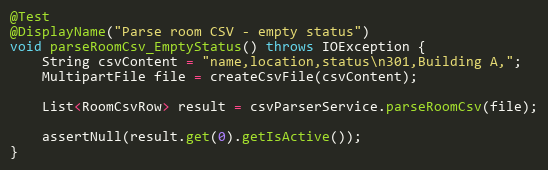 @Test
@DisplayName("Parse room CSV - empty status")
void parseRoomCsv_EmptyStatus() throws IOException {
    String csvContent = "name,location,status\n301,Building A,";
    MultipartFile file = createCsvFile(csvContent);

    List<RoomCsvRow> result = csvParserService.parseRoomCsv(file);

    assertNull(result.get(0).getIsActive());
}